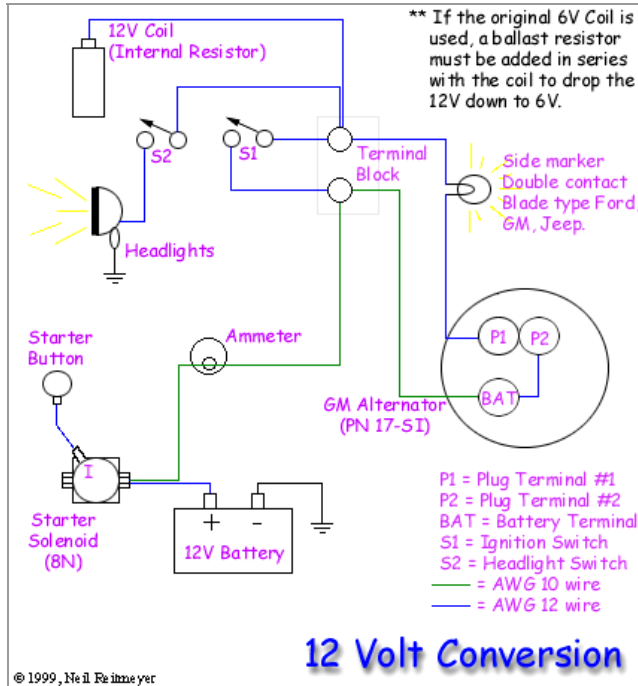 12V Coil
(Internal Resistor)
** If the original 6V Coil is
used, a ballast resistor
must be added in series
with the coil to drop the
12V down to 6V.
S2
S1
Terminal
Block
Side marker
Double contact
Blade type Ford,
GM, Jeep.
Headlights
Starter
Button
Ammeter
P1
P2
BAT
GM Alternator
(PN 17-SI)
I
Starter
Solenoid
(8N)
+ -
12V Battery
P1 = Plug Terminal #1
P2 = Plug Terminal #2
BAT = Battery Terminal
S1 = Ignition Switch
S2 = Headlight Switch
= AWG 10 wire
= AWG 12 wire
12 Volt Conversion
© 1999, Neil Reitmeyer